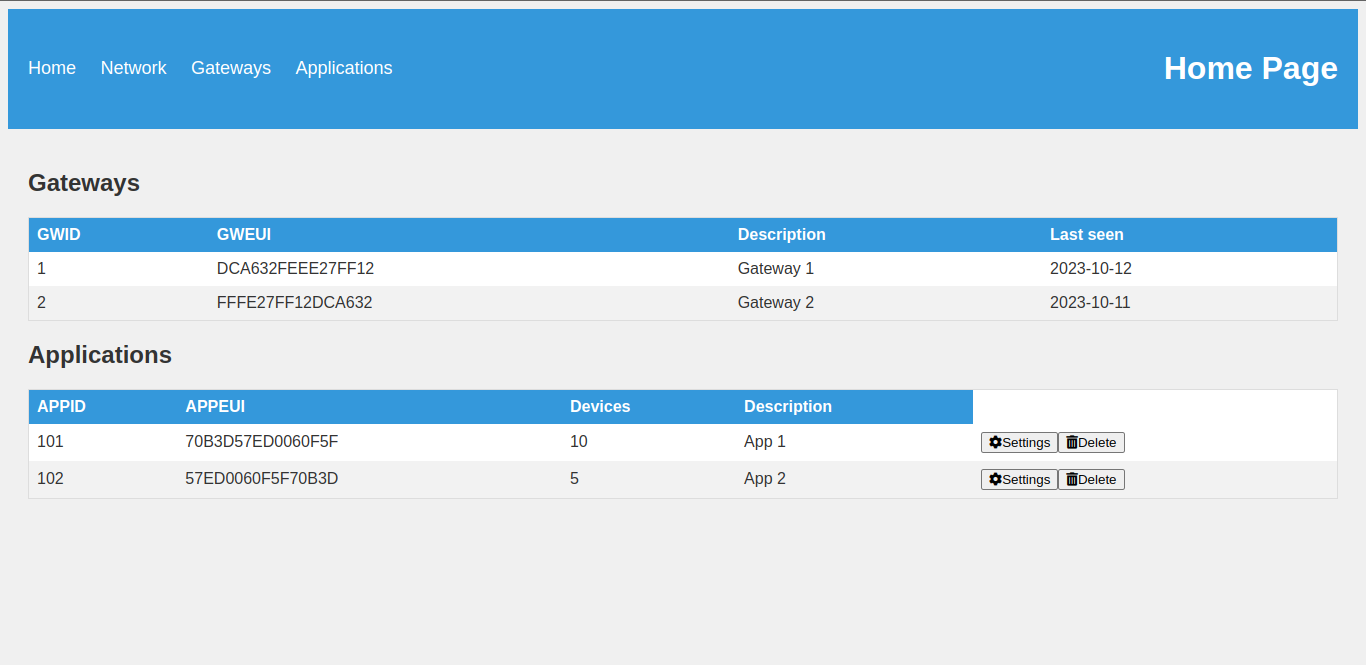 Home Network Gateways Applications Home Page
Gateways
GWID GWEUI Description Last seen
1 DCA632FEEE27FF12 Gateway 1 2023-10-12
2 FFFE27FF12DCA632 Gateway 2 2023-10-11
Applications
APPID APPEUI Devices Description
101 70B3D57ED0060F5F 10 App 1 Settings Delete
102 57ED0060F5F70B3D 5 App 2 Settings Delete